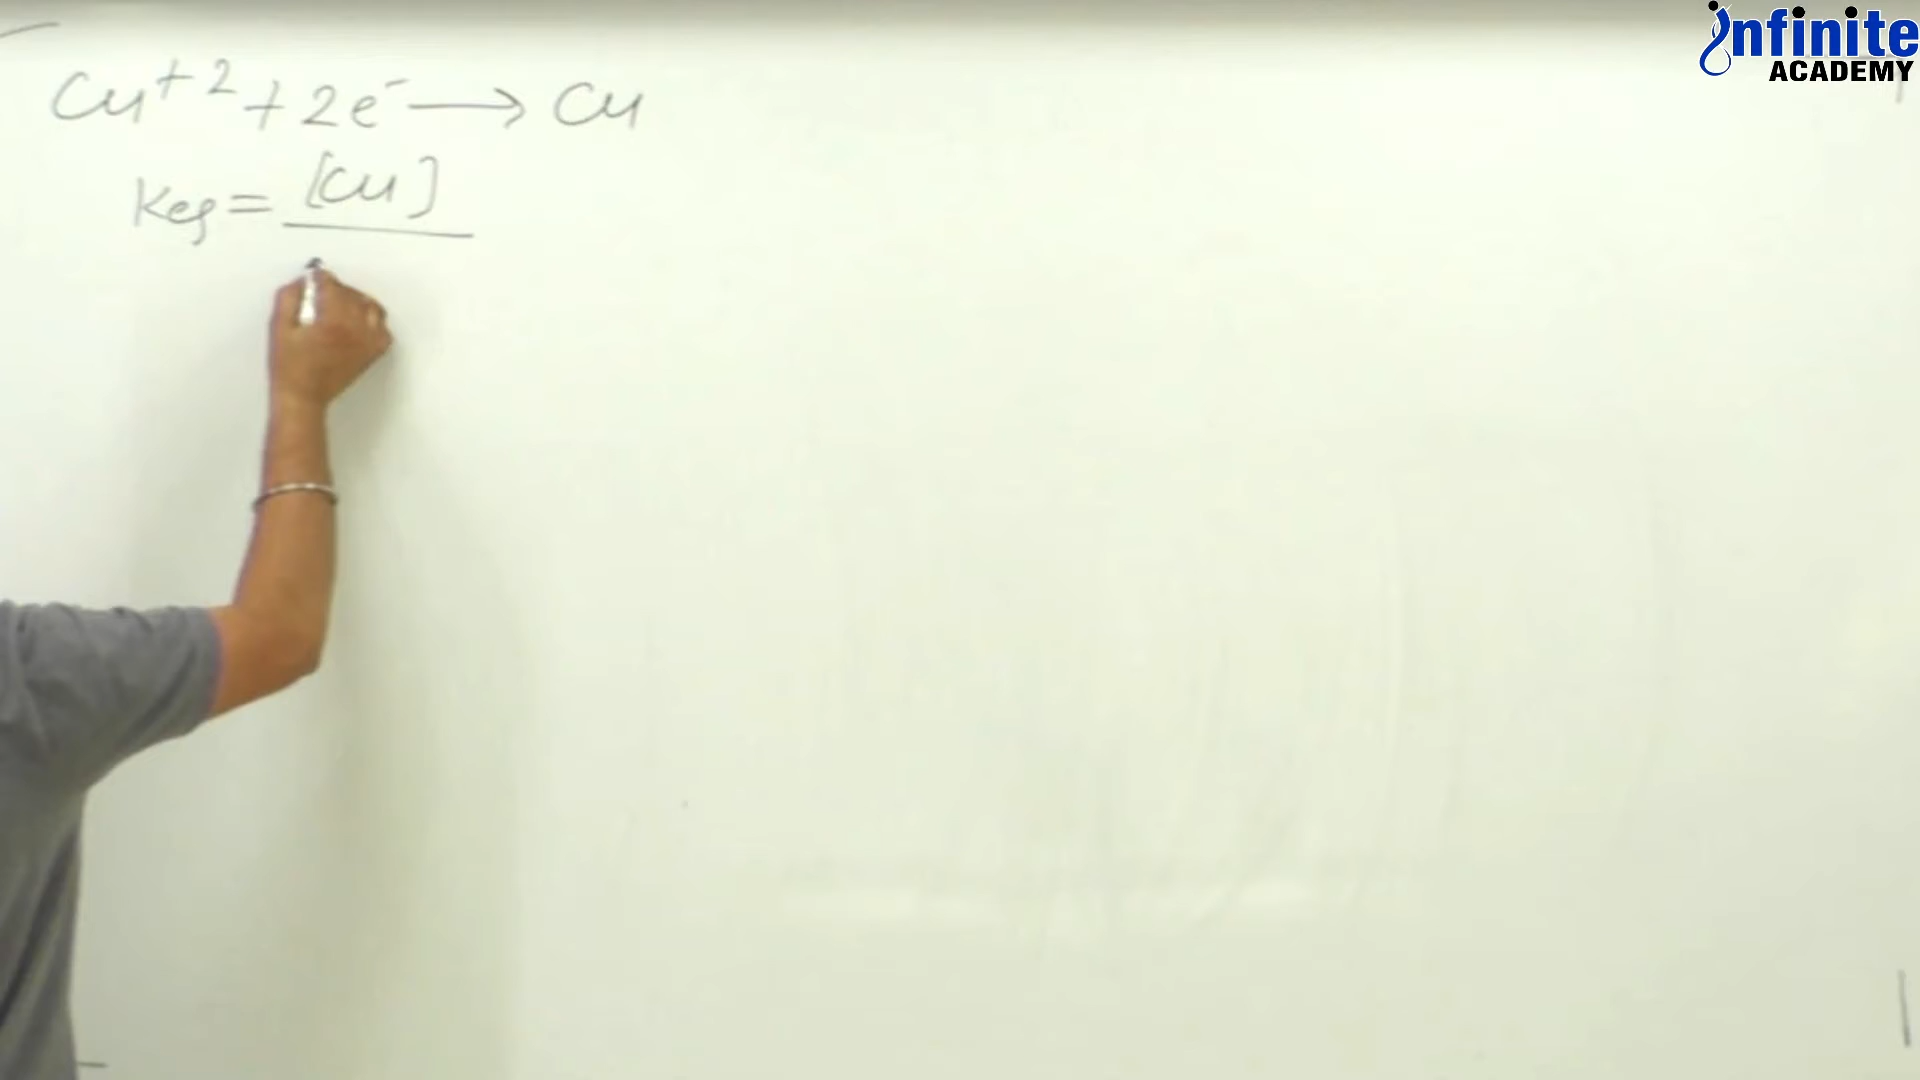 infinite
ACADEMY
Cu⁺² + 2e⁻ ⟶ Cu
Keq = [Cu]